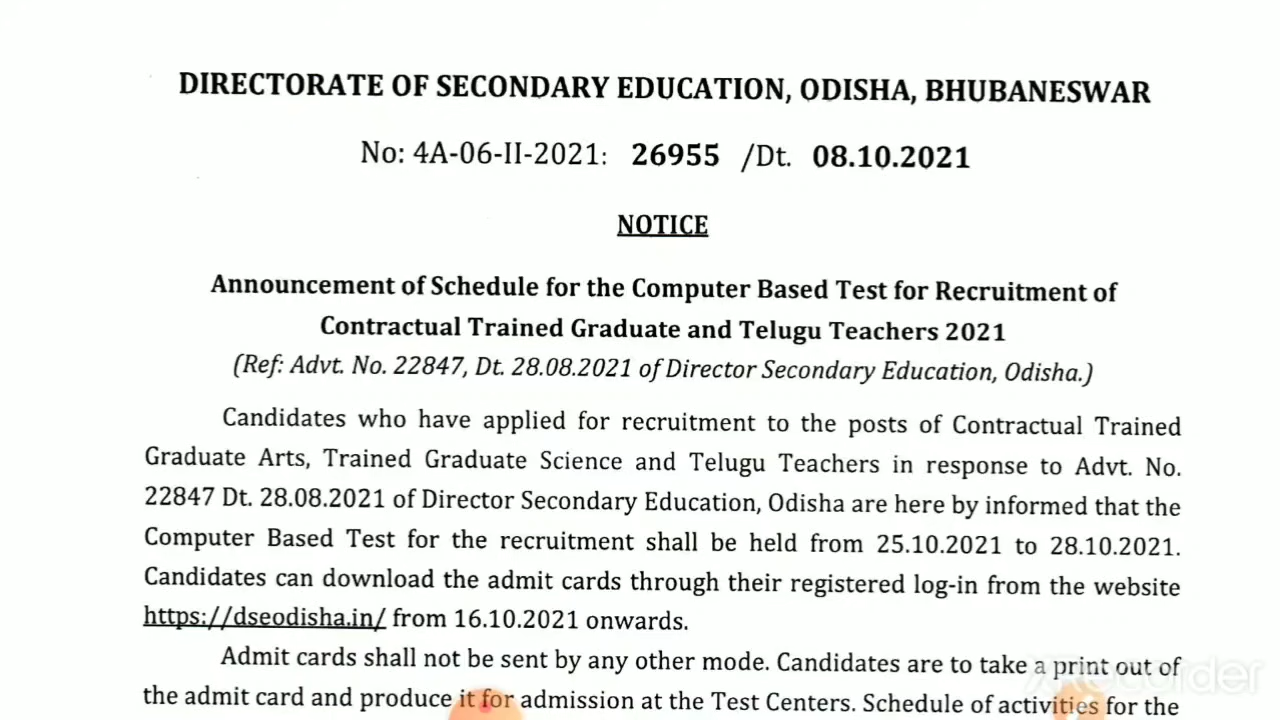 DIRECTORATE OF SECONDARY EDUCATION, ODISHA, BHUBANESWAR
No: 4A-06-II-2021: 26955 /Dt. 08.10.2021
NOTICE
Announcement of Schedule for the Computer Based Test for Recruitment of
Contractual Trained Graduate and Telugu Teachers 2021
(Ref: Advt. No. 22847, Dt. 28.08.2021 of Director Secondary Education, Odisha.)
Candidates who have applied for recruitment to the posts of Contractual Trained
Graduate Arts, Trained Graduate Science and Telugu Teachers in response to Advt. No.
22847 Dt. 28.08.2021 of Director Secondary Education, Odisha are here by informed that the
Computer Based Test for the recruitment shall be held from 25.10.2021 to 28.10.2021.
Candidates can download the admit cards through their registered log-in from the website
https://dseodisha.in/ from 16.10.2021 onwards.
Admit cards shall not be sent by any other mode. Candidates are to take a print out of
the admit card and produce it for admission at the Test Centers. Schedule of activities for the
XRecorder